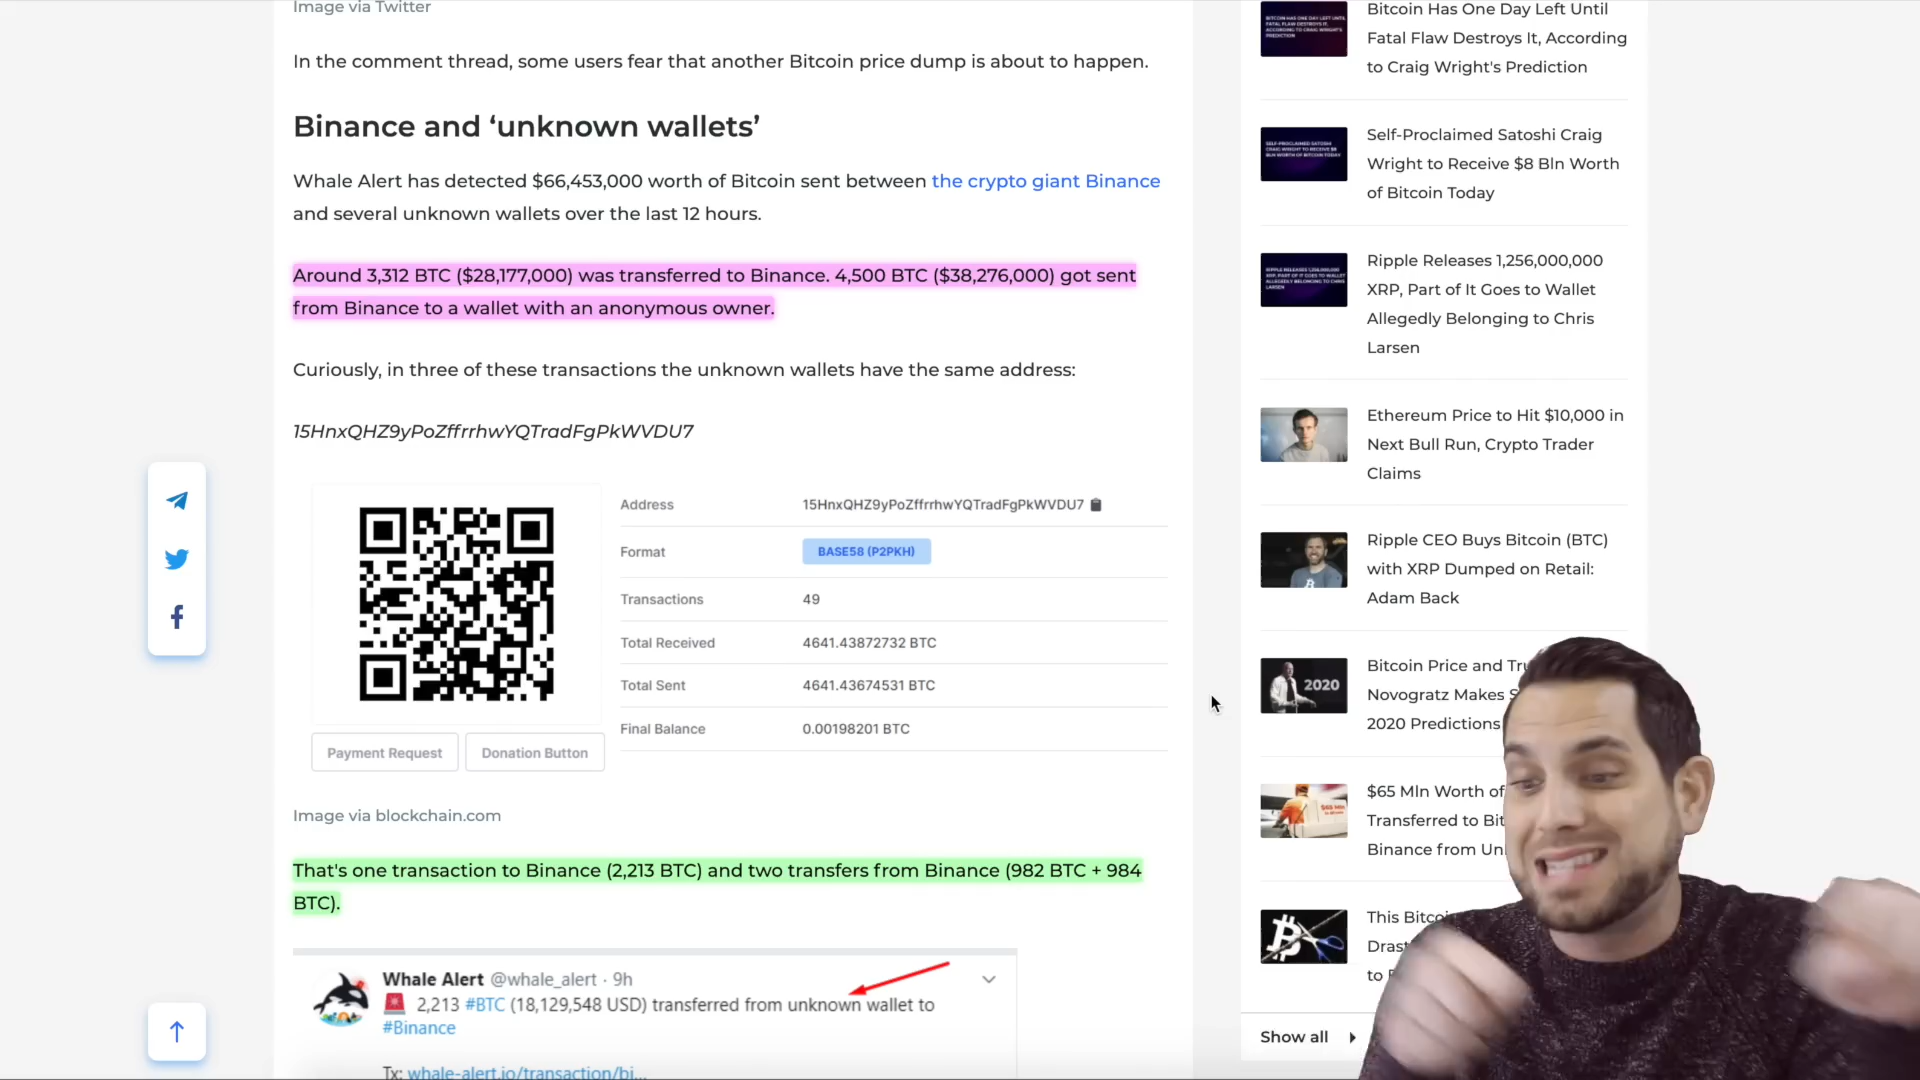 Image via Twitter
In the comment thread, some users fear that another Bitcoin price dump is about to happen.
Binance and ‘unknown wallets’
Whale Alert has detected $66,453,000 worth of Bitcoin sent between the crypto giant Binance
and several unknown wallets over the last 12 hours.
Around 3,312 BTC ($28,177,000) was transferred to Binance. 4,500 BTC ($38,276,000) got sent
from Binance to a wallet with an anonymous owner.
Curiously, in three of these transactions the unknown wallets have the same address:
15HnxQHZ9yPoZffrrhwYQTradFgPkWVDU7
Address 15HnxQHZ9yPoZffrrhwYQTradFgPkWVDU7
Format BASE58 (P2PKH)
Transactions 49
Total Received 4641.43872732 BTC
Total Sent 4641.43674531 BTC
Final Balance 0.00198201 BTC
Payment Request Donation Button
Image via blockchain.com
That's one transaction to Binance (2,213 BTC) and two transfers from Binance (982 BTC + 984
BTC).
Whale Alert @whale_alert · 9h
2,213 #BTC (18,129,548 USD) transferred from unknown wallet to
#Binance
Tx: whale-alert.io/transaction/bi...
Bitcoin Has One Day Left Until
Fatal Flaw Destroys It, According
to Craig Wright's Prediction
Self-Proclaimed Satoshi Craig
Wright to Receive $8 Bln Worth
of Bitcoin Today
Ripple Releases 1,256,000,000
XRP, Part of It Goes to Wallet
Allegedly Belonging to Chris
Larsen
Ethereum Price to Hit $10,000 in
Next Bull Run, Crypto Trader
Claims
Ripple CEO Buys Bitcoin (BTC)
with XRP Dumped on Retail:
Adam Back
2020
Bitcoin Price and Tru
Novogratz Makes S
2020 Predictions
$65 Mln Worth of
Transferred to Bit
Binance from Un
This Bitcoi
Drast
to
Show all